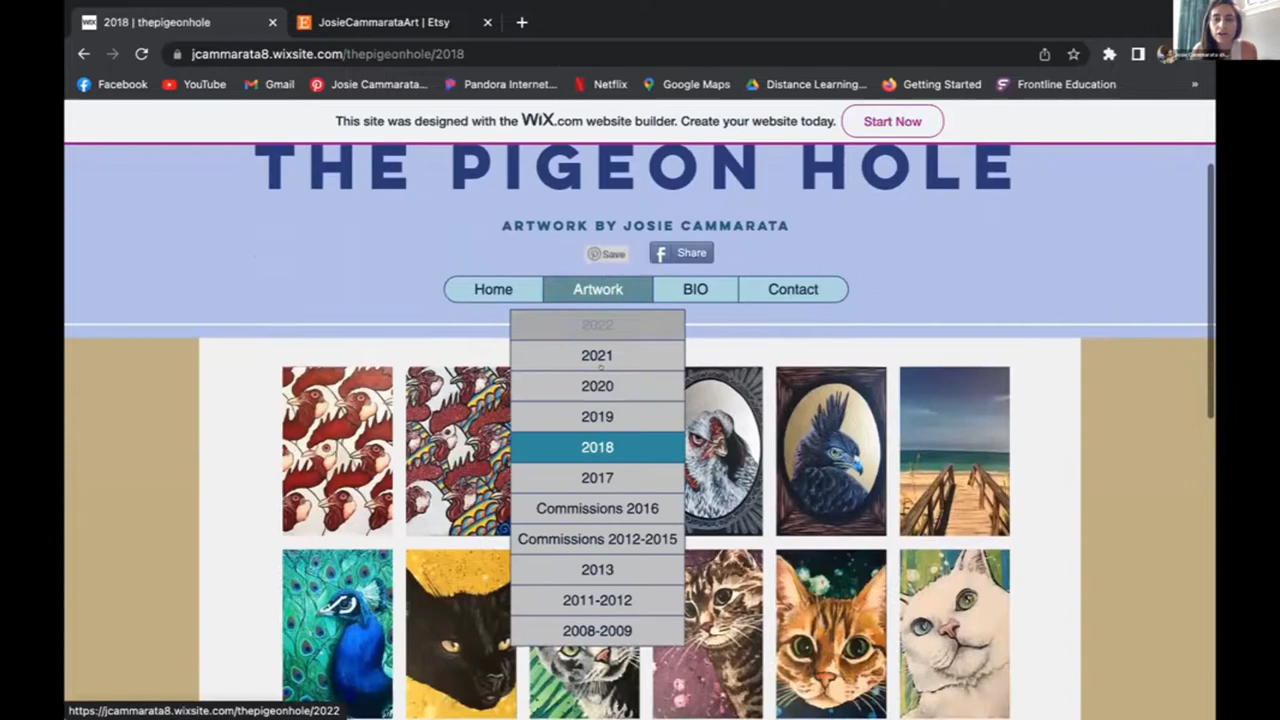 2018 | thepigeonhole
JosieCammarataArt | Etsy
jcammarata8.wixsite.com/thepigeonhole/2018
Facebook YouTube Gmail Josie Cammarata... Pandora Internet... Netflix Google Maps Distance Learning... Getting Started Frontline Education »
This site was designed with the WiX.com website builder. Create your website today. Start Now
THE PIGEON HOLE
ARTWORK BY JOSIE CAMMARATA
Save Share
Home Artwork BIO Contact
2022
2021
2020
2019
2018
2017
Commissions 2016
Commissions 2012-2015
2013
2011-2012
2008-2009
https://jcammarata8.wixsite.com/thepigeonhole/2022